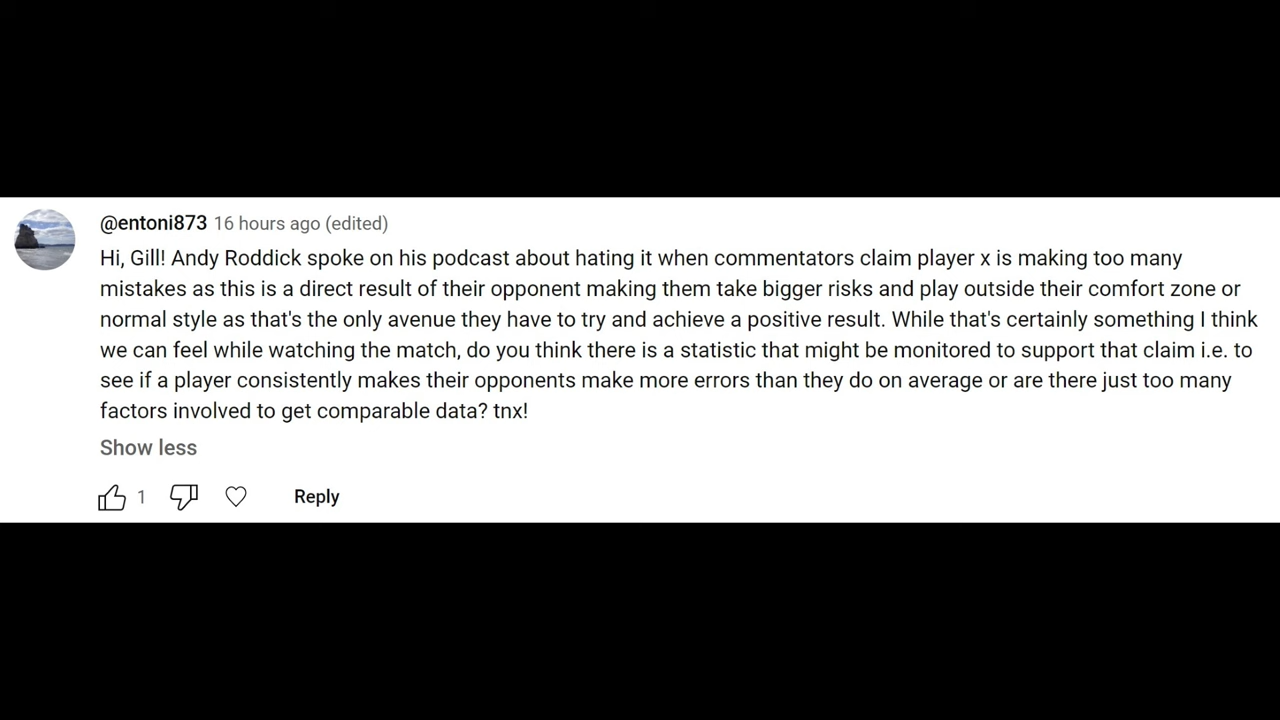 @entoni873 16 hours ago (edited)
Hi, Gill! Andy Roddick spoke on his podcast about hating it when commentators claim player x is making too many
mistakes as this is a direct result of their opponent making them take bigger risks and play outside their comfort zone or
normal style as that's the only avenue they have to try and achieve a positive result. While that's certainly something I think
we can feel while watching the match, do you think there is a statistic that might be monitored to support that claim i.e. to
see if a player consistently makes their opponents make more errors than they do on average or are there just too many
factors involved to get comparable data? tnx!
Show less
1 Reply